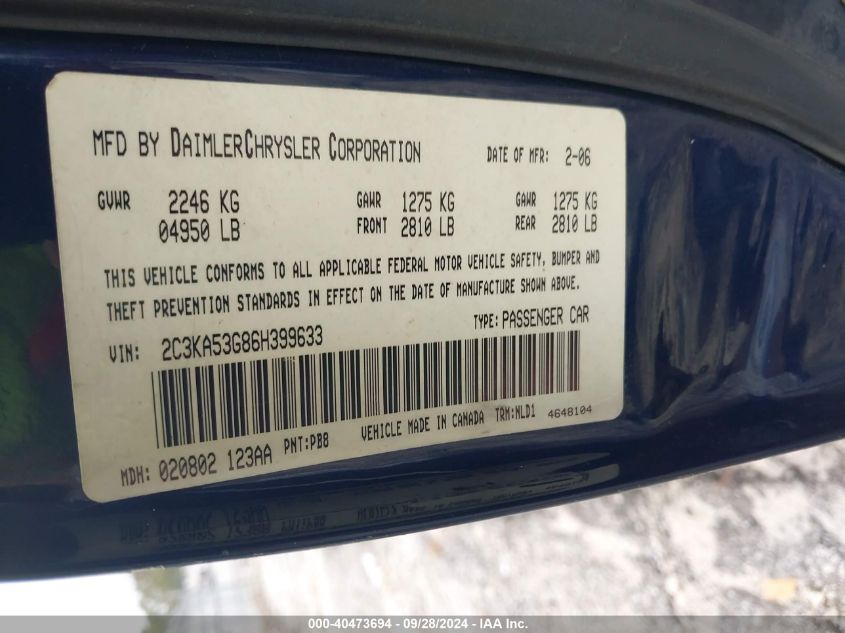 MFD BY DAIMLERCHRYSLER CORPORATION DATE OF MFR: 2-06
GVWR 2246 KG GAWR 1275 KG GAWR 1275 KG
04950 LB FRONT 2810 LB REAR 2810 LB
THIS VEHICLE CONFORMS TO ALL APPLICABLE FEDERAL MOTOR VEHICLE SAFETY, BUMPER AND
THEFT PREVENTION STANDARDS IN EFFECT ON THE DATE OF MANUFACTURE SHOWN ABOVE.
VIN: 2C3KA53G86H399633 TYPE: PASSENGER CAR
MDH: 020802 123AA PNT:PB8 VEHICLE MADE IN CANADA TRM:NLD1 4648104
000-40473694 - 09/28/2024 - IAA Inc.